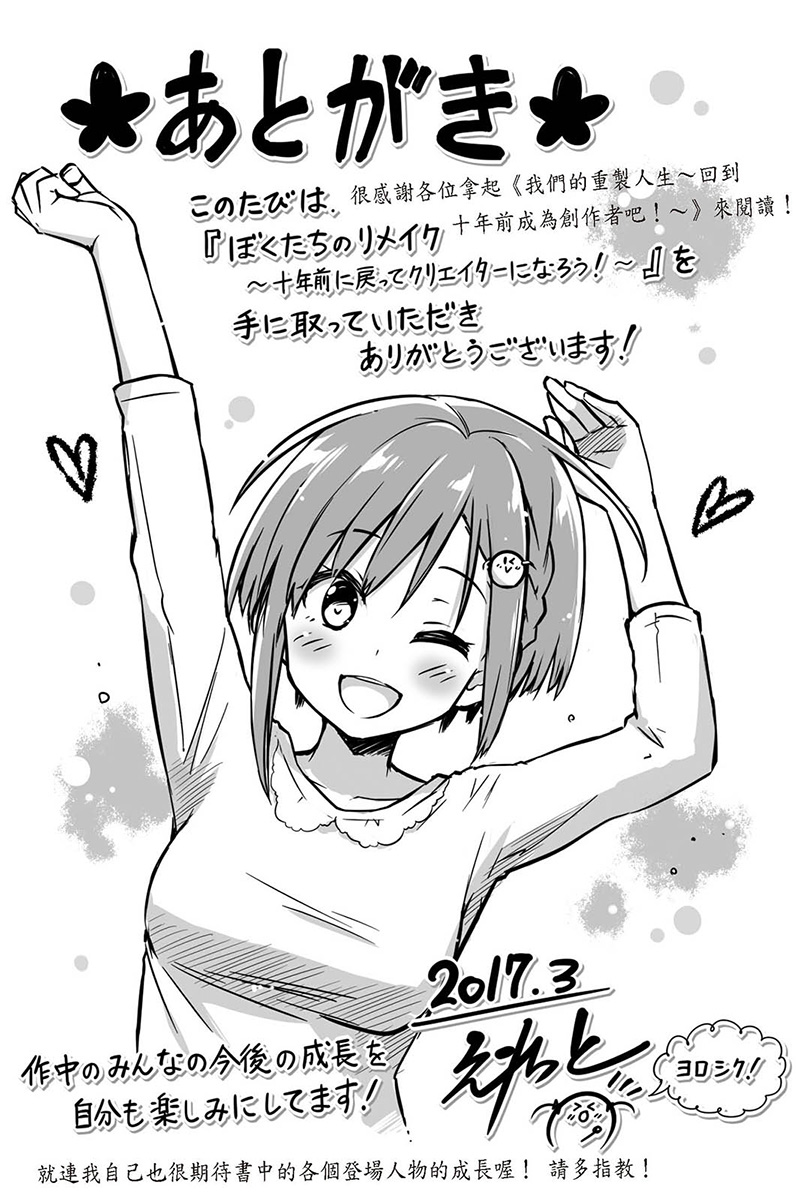 ★あとがき★
このたびは、
『ぼくたちのリメイク
～十年前に戻ってクリエイターになろう!～』を
手に取っていただき
ありがとうございます!
很感謝各位拿起《我們的重製人生～回到
十年前成為創作者吧！～》來閱讀！
2017.3
えれっと
ヨロシク!
作中のみんなの今後の成長を
自分も楽しみにしてます!
就連我自己也很期待書中的各個登場人物的成長喔！ 請多指教！